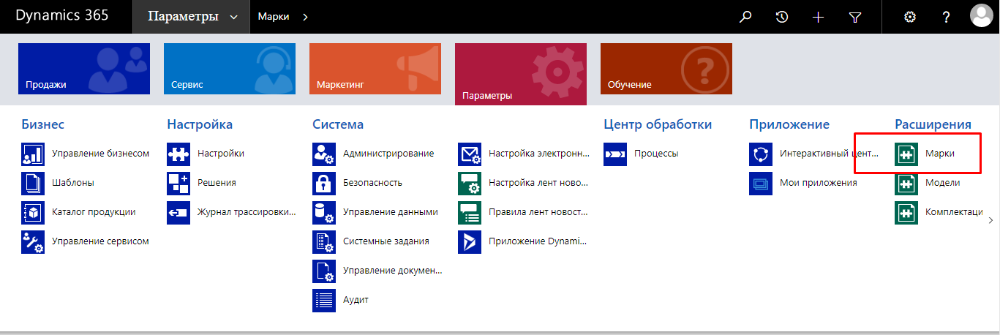 Dynamics 365 Параметры Марки
Продажи Сервис Маркетинг Параметры Обучение
Бизнес
Управление бизнесом
Шаблоны
Каталог продукции
Управление сервисом
Настройка
Настройки
Решения
Журнал трассировки...
Система
Администрирование
Безопасность
Управление данными
Системные задания
Управление докумен...
Аудит
Настройка электронн...
Настройка лент ново...
Правила лент новост...
Приложение Dynami...
Центр обработки
Процессы
Приложение
Интерактивный цент...
Мои приложения
Расширения
Марки
Модели
Комплектаци